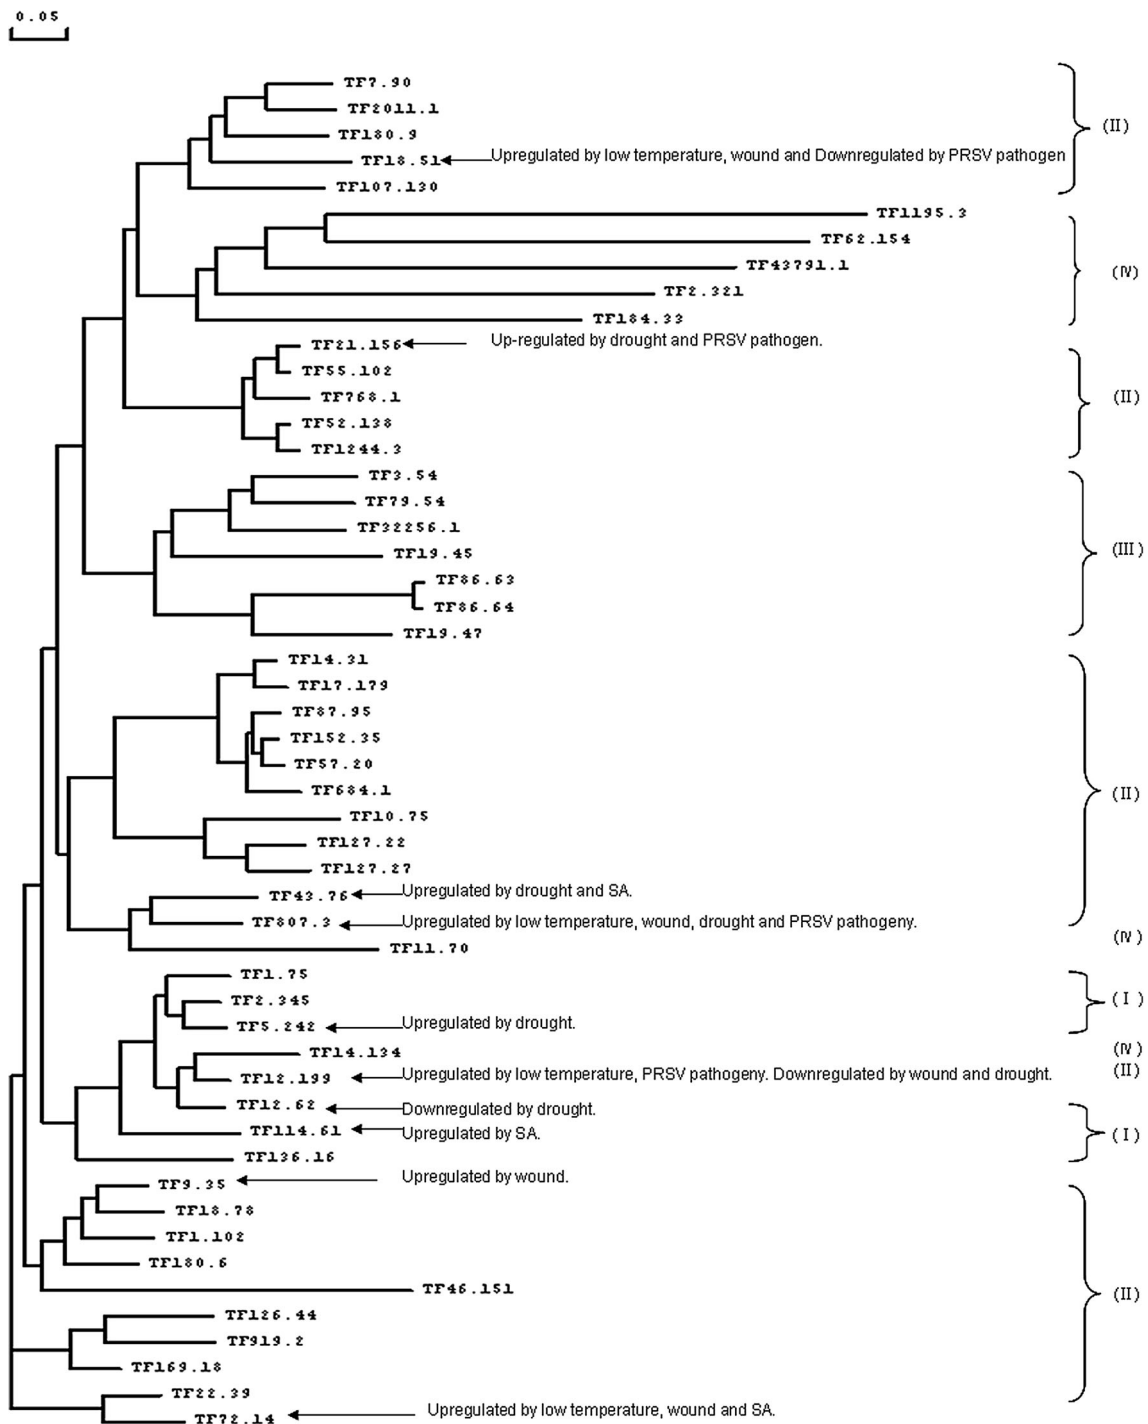 0.05
TF7.90
TF2011.1
TF180.9
(II)
TF18.51 Upregulated by low temperature, wound and Downregulated by PRSV pathogen
TF107.130
TF1195.3
TF62.154
TF43791.1 (IV)
TF2.321
TF184.33
TF21.156 Up-regulated by drought and PRSV pathogen.
TF55.102
TF768.1 (II)
TF52.138
TF1244.3
TF3.54
TF79.54
TF32256.1
TF19.45 (III)
TF86.63
TF86.64
TF19.47
TF14.31
TF17.179
TF87.95
TF152.35
TF57.20
TF684.1 (II)
TF10.75
TF127.22
TF127.27
TF43.76 Upregulated by drought and SA.
TF807.3 Upregulated by low temperature, wound, drought and PRSV pathogeny.
TF11.70 (IV)
TF1.75
TF2.345 (I)
TF5.242 Upregulated by drought.
TF14.134 (IV)
TF12.199 Upregulated by low temperature, PRSV pathogeny. Downregulated by wound and drought. (II)
TF12.62 Downregulated by drought.
TF114.61 Upregulated by SA. (I)
TF136.16
TF9.35 Upregulated by wound.
TF18.78
TF1.102
TF180.6
TF46.151 (II)
TF126.44
TF919.2
TF169.18
TF22.39
TF72.14 Upregulated by low temperature, wound and SA.